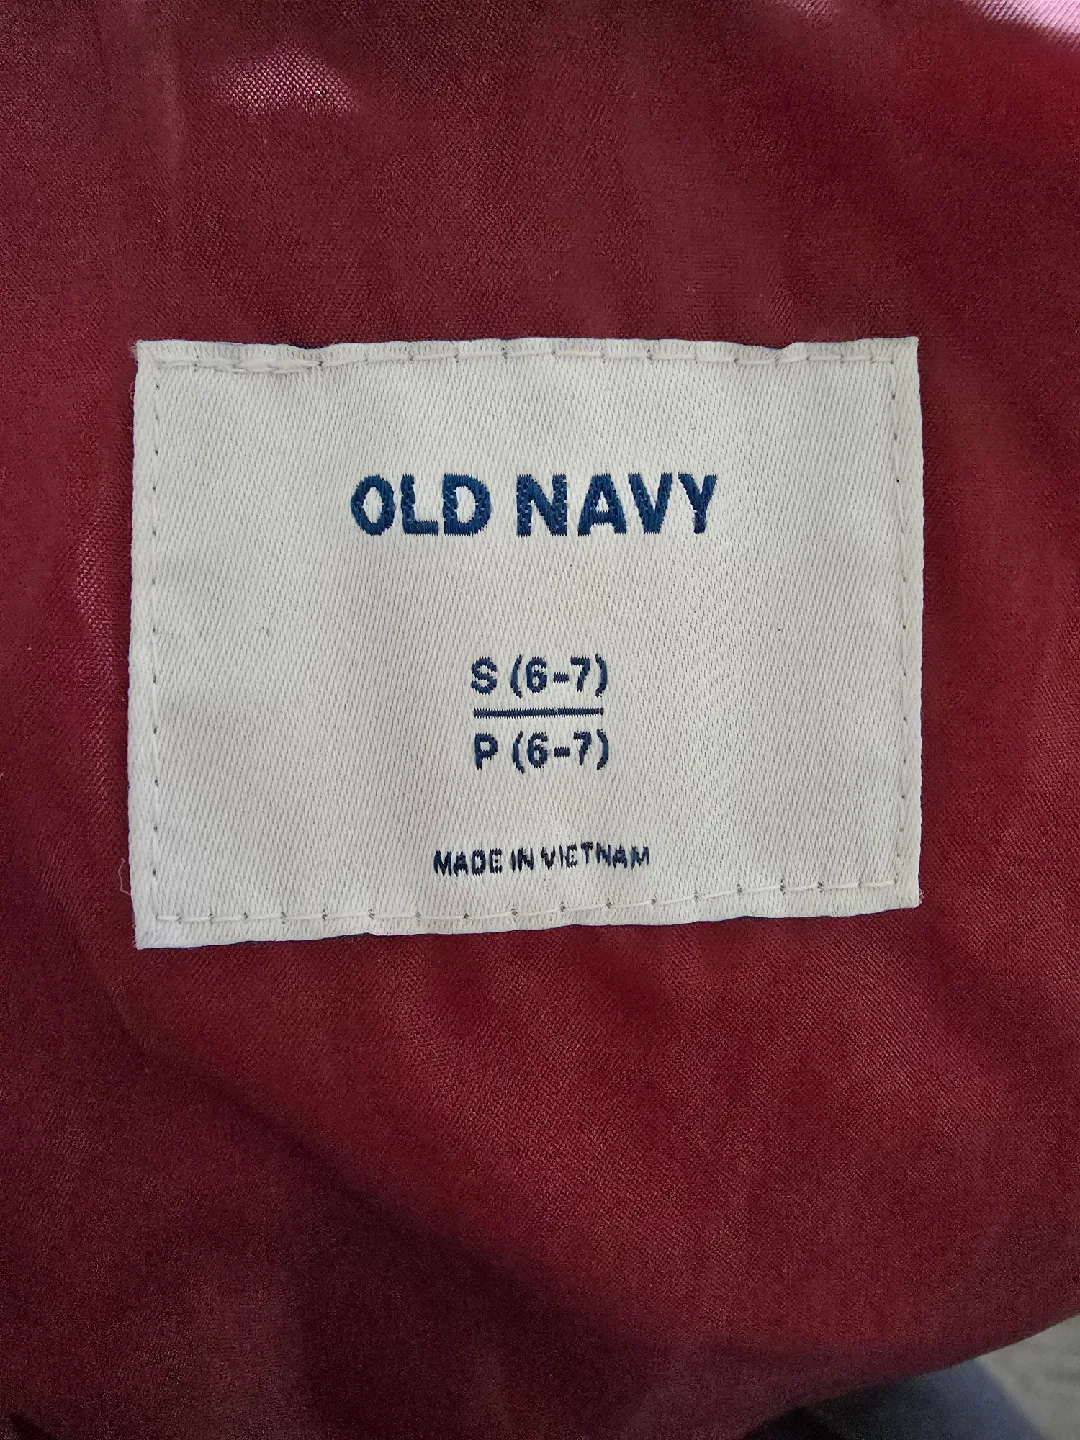 OLD NAVY
S (6-7)
P (6-7)
MADE IN VIETNAM